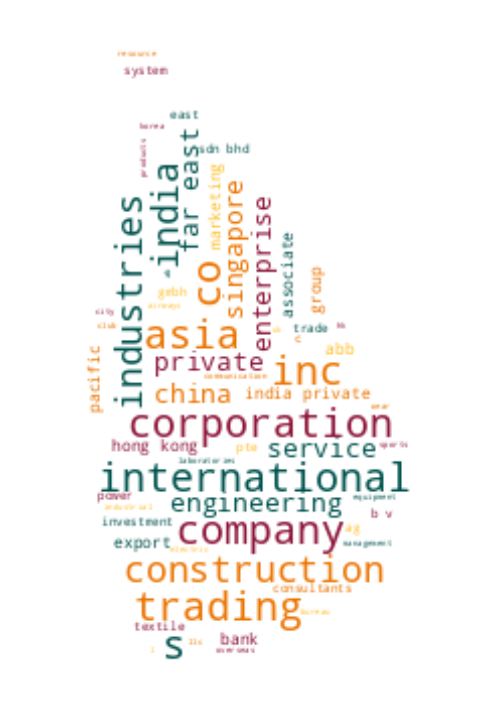 resource
system
east
korea
products
sdn bhd
far east
india
marketing
singapore
industries
enterprise
associate
co
group
gmbh
airways
city
club
asia
trade
hk
c
abb
pacific
private
inc
communication
china
india private
wear
corporation
hong kong
pte
service
sports
laboratories
international
power
engineering
equipment
industrial
b v
investment
company
ag
export
electric
management
construction
consultants
trading
bureau
textile
s
llc
bank
overseas